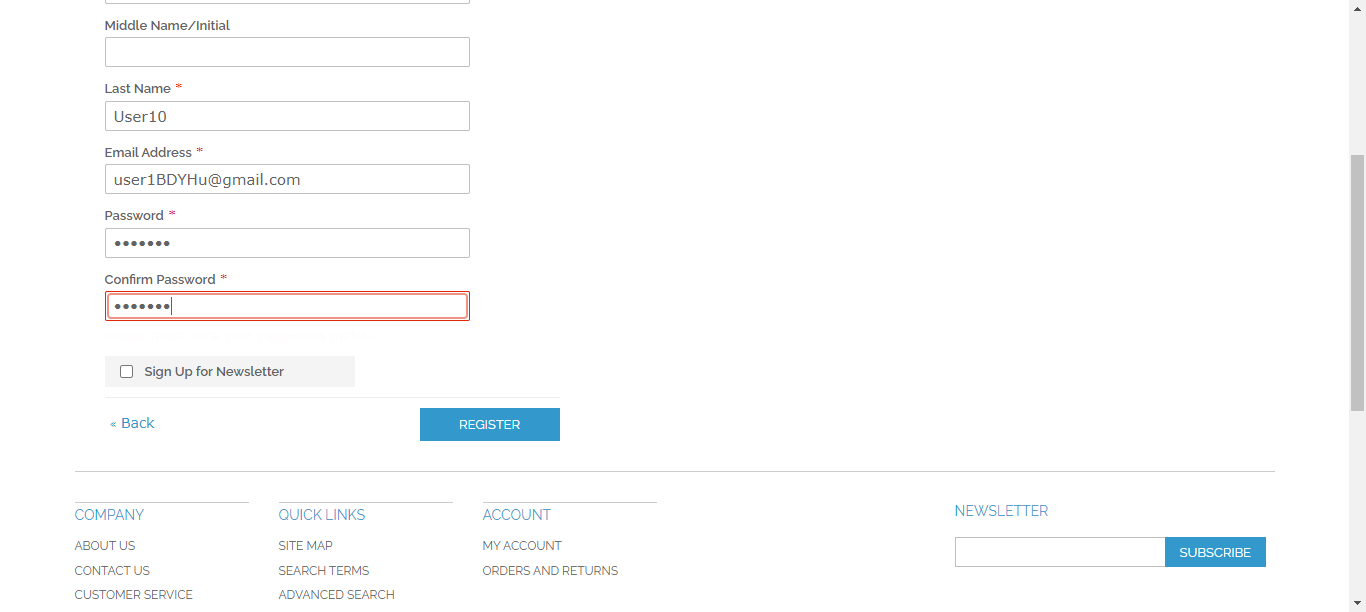 Middle Name/Initial
Last Name *
User10
Email Address *
user1BDYHu@gmail.com
Password *
•••••••
Confirm Password *
•••••••
Sign Up for Newsletter
« Back
REGISTER
COMPANY
ABOUT US
CONTACT US
CUSTOMER SERVICE
QUICK LINKS
SITE MAP
SEARCH TERMS
ADVANCED SEARCH
ACCOUNT
MY ACCOUNT
ORDERS AND RETURNS
NEWSLETTER
SUBSCRIBE